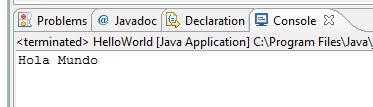 Problems @ Javadoc Declaration Console
<terminated> HelloWorld [Java Application] C:\Program Files\Java\
Hola Mundo